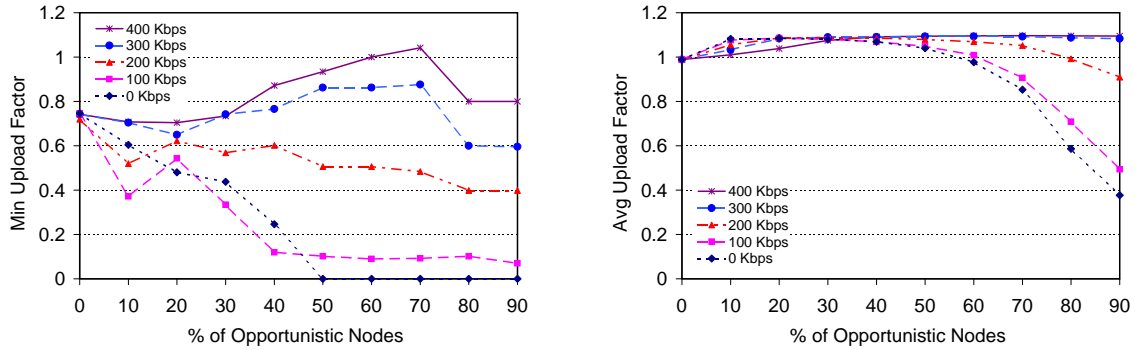 1.2
1
0.8
0.6
0.4
0.2
0
Min Upload Factor
400 Kbps
300 Kbps
200 Kbps
100 Kbps
0 Kbps
0 10 20 30 40 50 60 70 80 90
% of Opportunistic Nodes
1.2
1
0.8
0.6
0.4
0.2
0
Avg Upload Factor
400 Kbps
300 Kbps
200 Kbps
100 Kbps
0 Kbps
0 10 20 30 40 50 60 70 80 90
% of Opportunistic Nodes